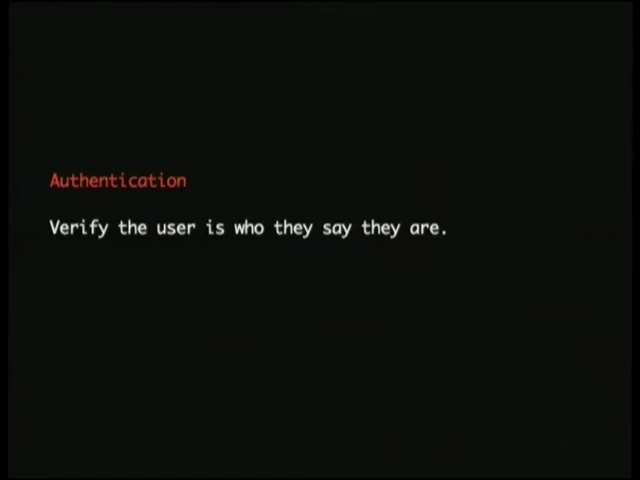 Authentication
Verify the user is who they say they are.